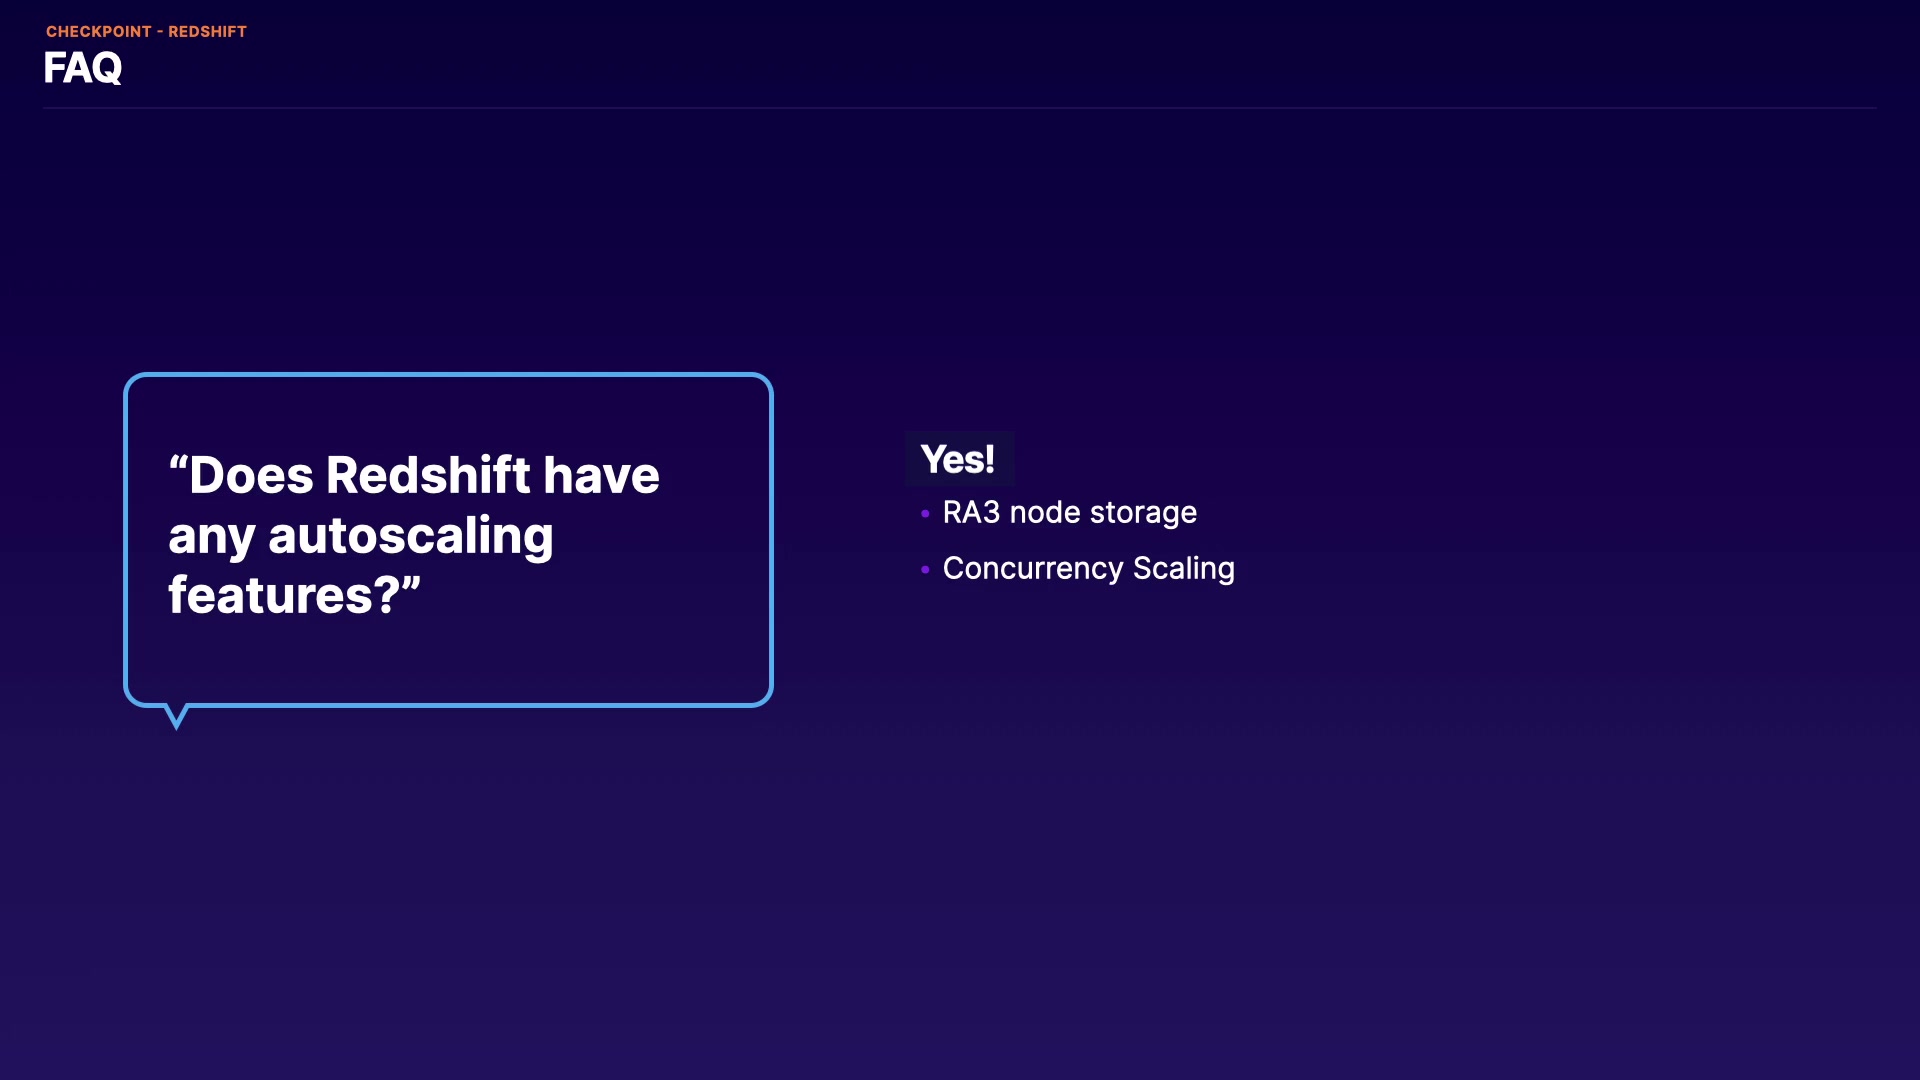 CHECKPOINT - REDSHIFT
FAQ
“Does Redshift have
any autoscaling
features?”
Yes!
• RA3 node storage
• Concurrency Scaling